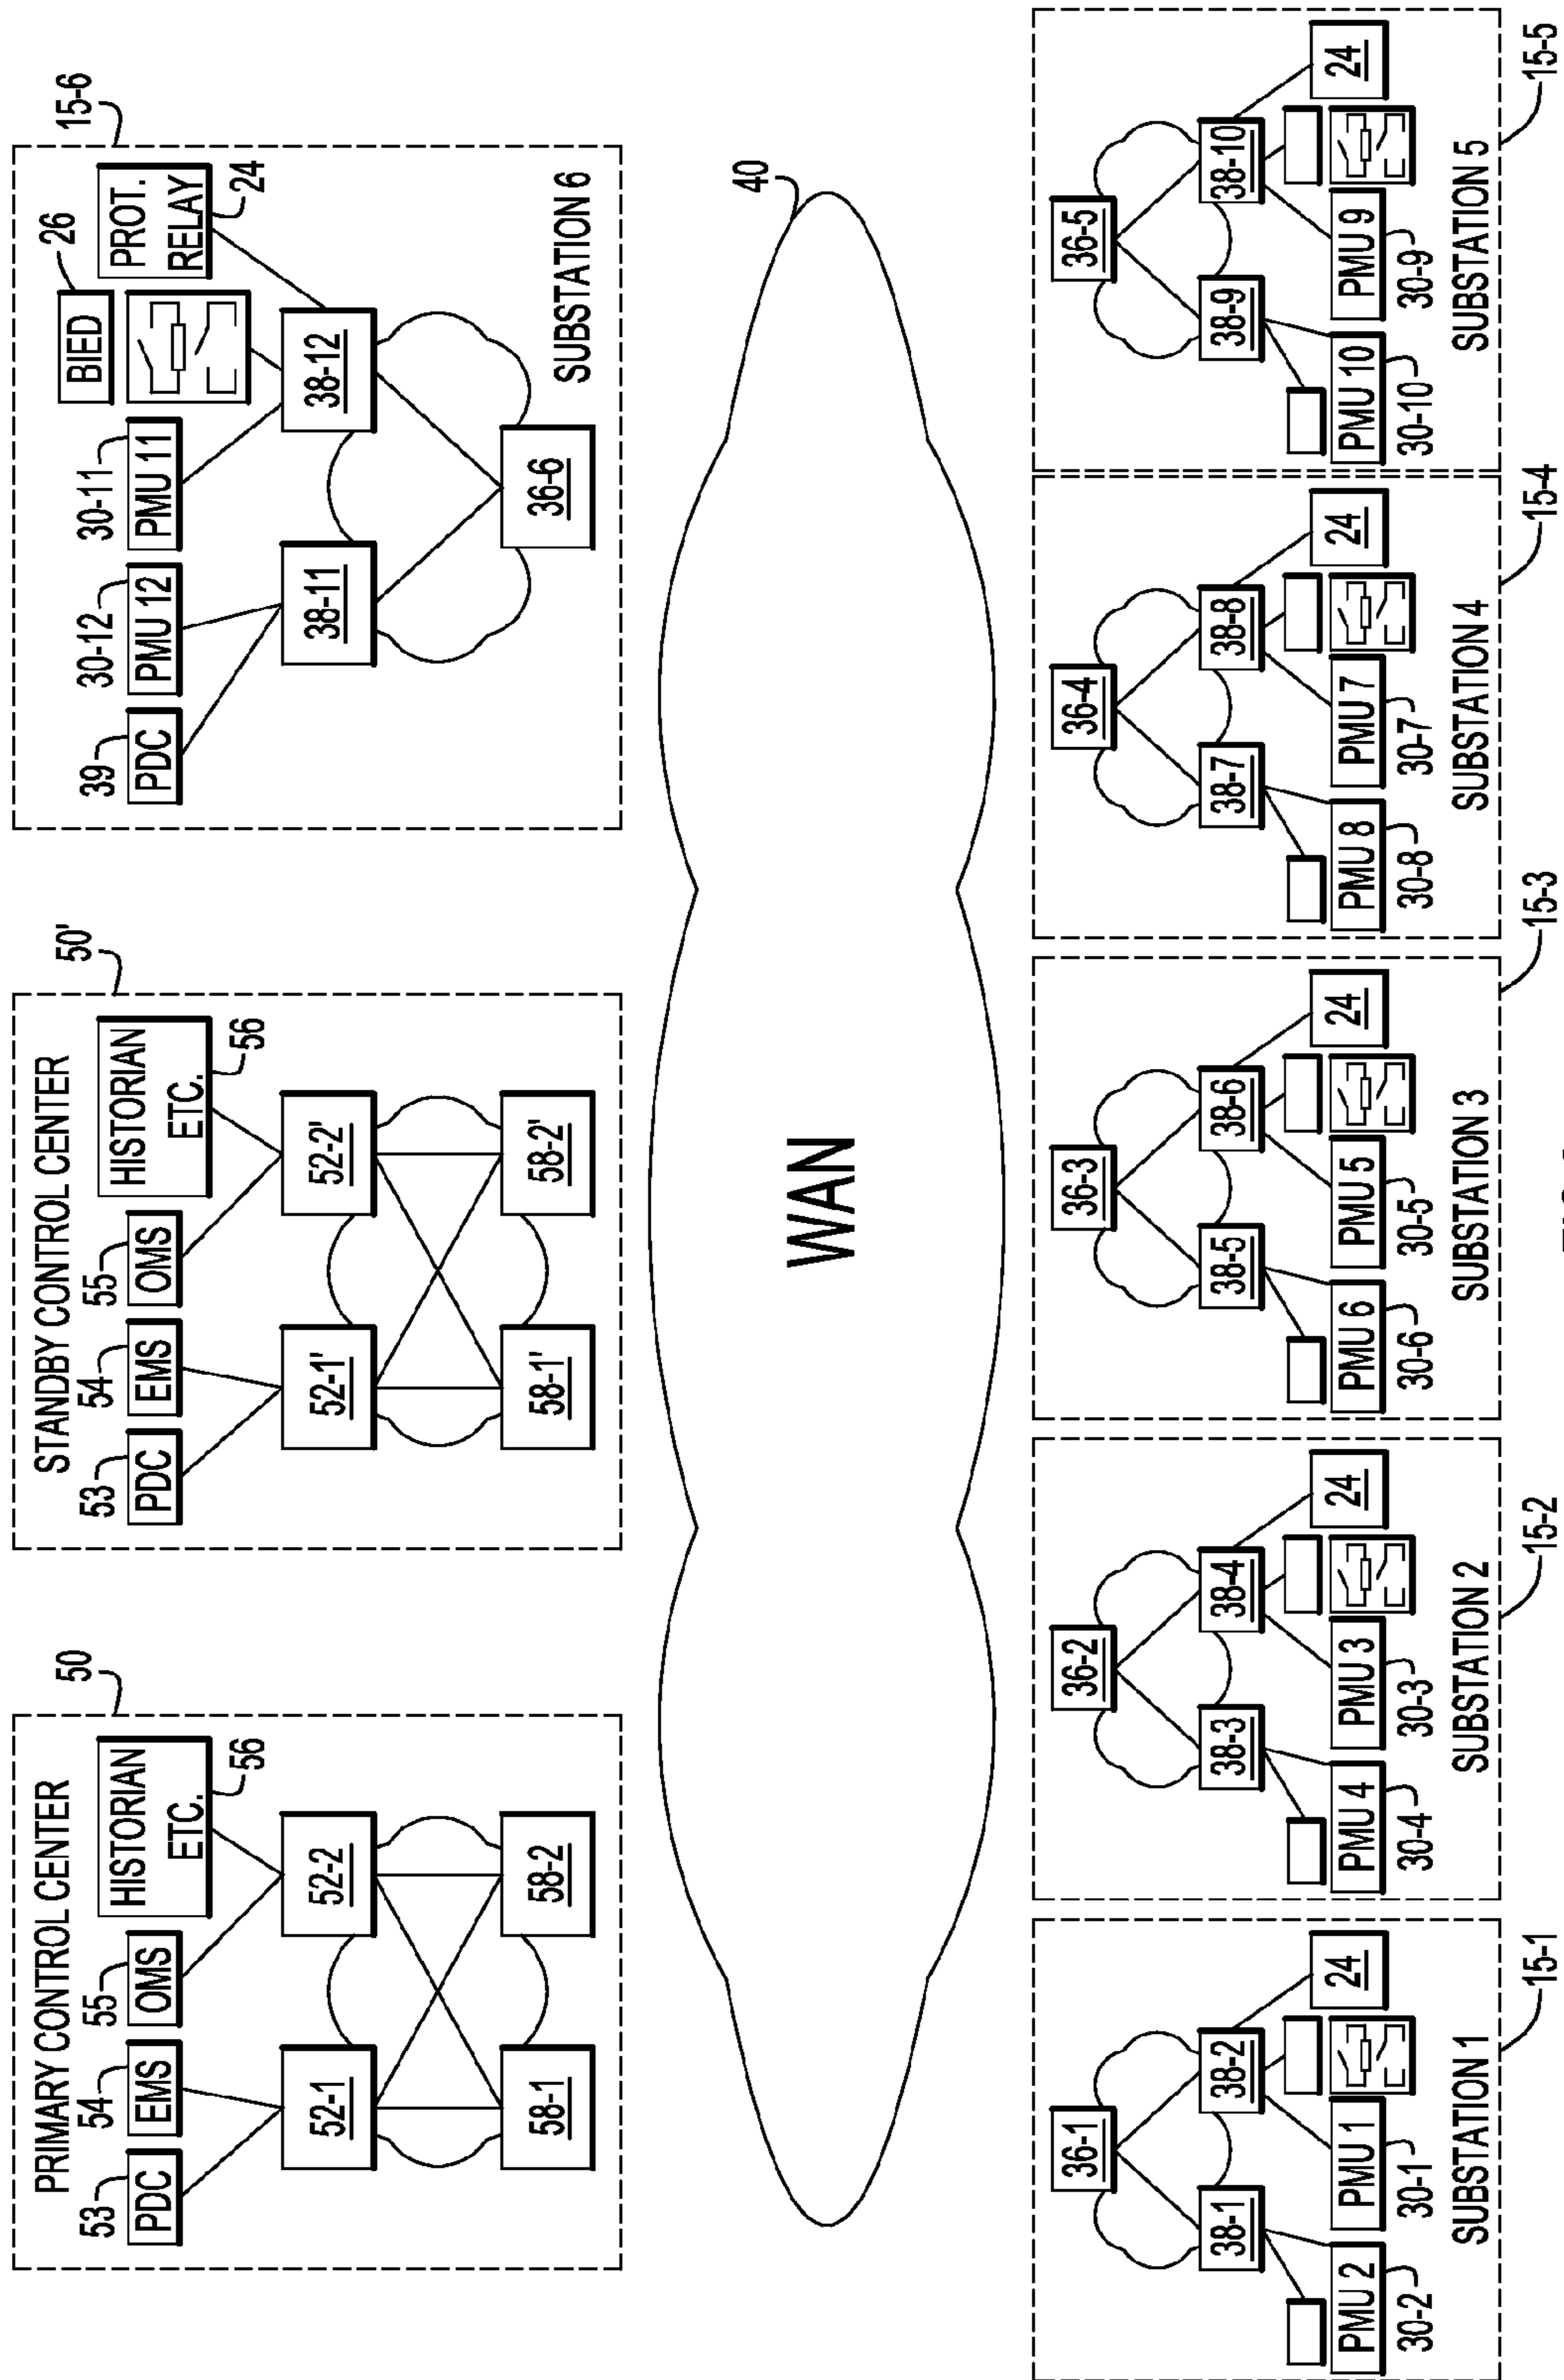 PRIMARY CONTROL CENTER
50
53
PDC
54
EMS
55
OMS
HISTORIAN
ETC.
56
52-1
52-2
58-1
58-2
STANDBY CONTROL CENTER
50'
53
PDC
54
EMS
55
OMS
HISTORIAN
ETC.
56
52-1'
52-2'
58-1'
58-2'
15-6
39
PDC
30-12
PMU 12
30-11
PMU 11
26
BIED
PROT.
RELAY
24
38-11
38-12
36-6
SUBSTATION 6
WAN
40
36-1
38-1
38-2
24
PMU 2
30-2
PMU 1
30-1
SUBSTATION 1
15-1
36-2
38-3
38-4
24
PMU 4
30-4
PMU 3
30-3
SUBSTATION 2
15-2
36-3
38-5
38-6
24
PMU 6
30-6
PMU 5
30-5
SUBSTATION 3
15-3
36-4
38-7
38-8
24
PMU 8
30-8
PMU 7
30-7
SUBSTATION 4
15-4
36-5
38-9
38-10
24
PMU 10
30-10
PMU 9
30-9
SUBSTATION 5
15-5